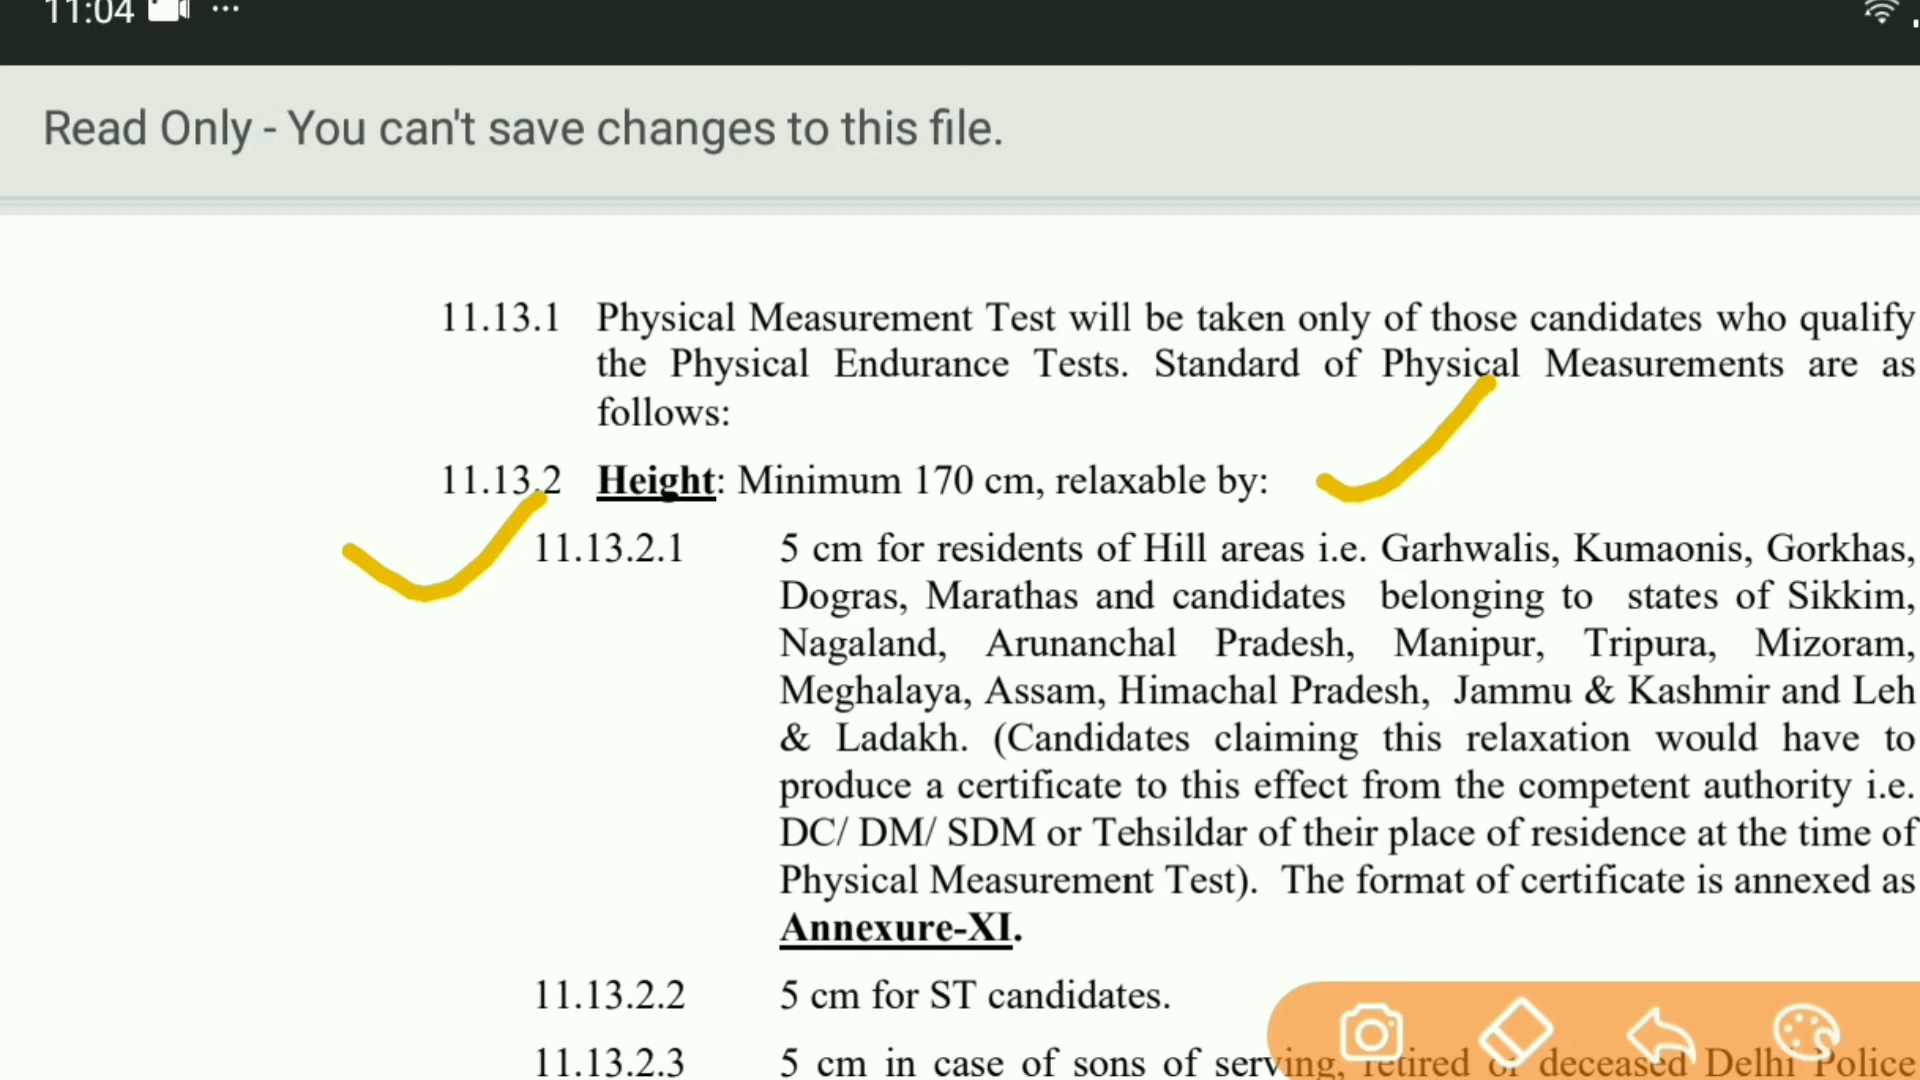 11:04 ...
Read Only - You can't save changes to this file.
11.13.1 Physical Measurement Test will be taken only of those candidates who qualify
the Physical Endurance Tests. Standard of Physical Measurements are as
follows:
11.13.2 Height: Minimum 170 cm, relaxable by:
11.13.2.1 5 cm for residents of Hill areas i.e. Garhwalis, Kumaonis, Gorkhas,
Dogras, Marathas and candidates belonging to states of Sikkim,
Nagaland, Arunanchal Pradesh, Manipur, Tripura, Mizoram,
Meghalaya, Assam, Himachal Pradesh, Jammu & Kashmir and Leh
& Ladakh. (Candidates claiming this relaxation would have to
produce a certificate to this effect from the competent authority i.e.
DC/ DM/ SDM or Tehsildar of their place of residence at the time of
Physical Measurement Test). The format of certificate is annexed as
Annexure-XI.
11.13.2.2 5 cm for ST candidates.
11.13.2.3 5 cm in case of sons of serving, retired or deceased Delhi Police